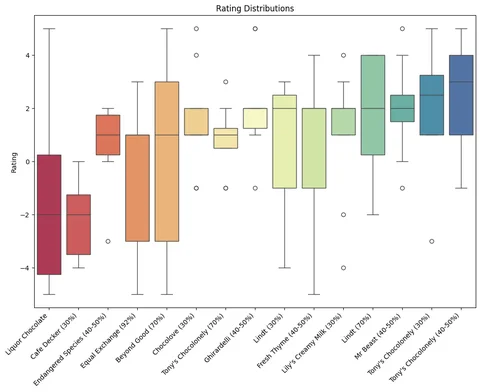 Rating Distributions
Rating
4
2
0
−2
−4
Liquor Chocolate
Cafe Decker (30%)
Endangered Species (40-50%)
Equal Exchange (92%)
Beyond Good (70%)
Chocolove (30%)
Tony's Chocolonely (70%)
Ghirardelli (40-50%)
Lindt (30%)
Fresh Thyme (40-50%)
Lily's Creamy Milk (30%)
Lindt (70%)
Mr Beast (40-50%)
Tony's Chocolonely (30%)
Tony's Chocolonely (40-50%)